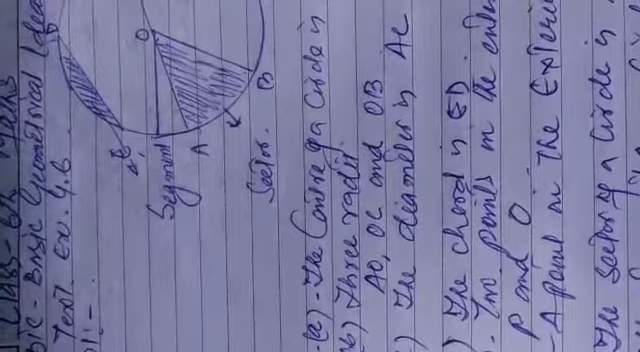 Class - 6th Maths
Topic - Basic Geometrical Idea
Text Ex. 4.6
E
Segment
O
A
B
Sector.
(a) - The Centre of a Circle is
(b) Three radii
AO, OC and OB
) The diameter is AC
) The chord is ED.
Two points in the
P and O
- A point in the Exterior
The Sector of a Circle is